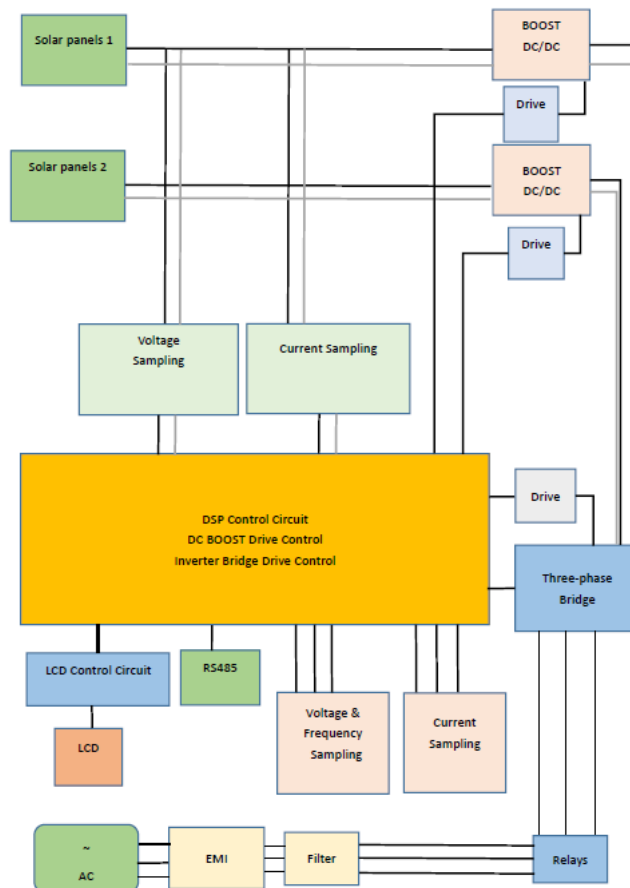 Solar panels 1
BOOST
DC/DC
Drive
Solar panels 2
BOOST
DC/DC
Drive
Voltage
Sampling
Current Sampling
DSP Control Circuit
DC BOOST Drive Control
Inverter Bridge Drive Control
Drive
Three-phase
Bridge
LCD Control Circuit
RS485
Voltage &
Frequency
Sampling
Current
Sampling
LCD
~
AC
EMI
Filter
Relays